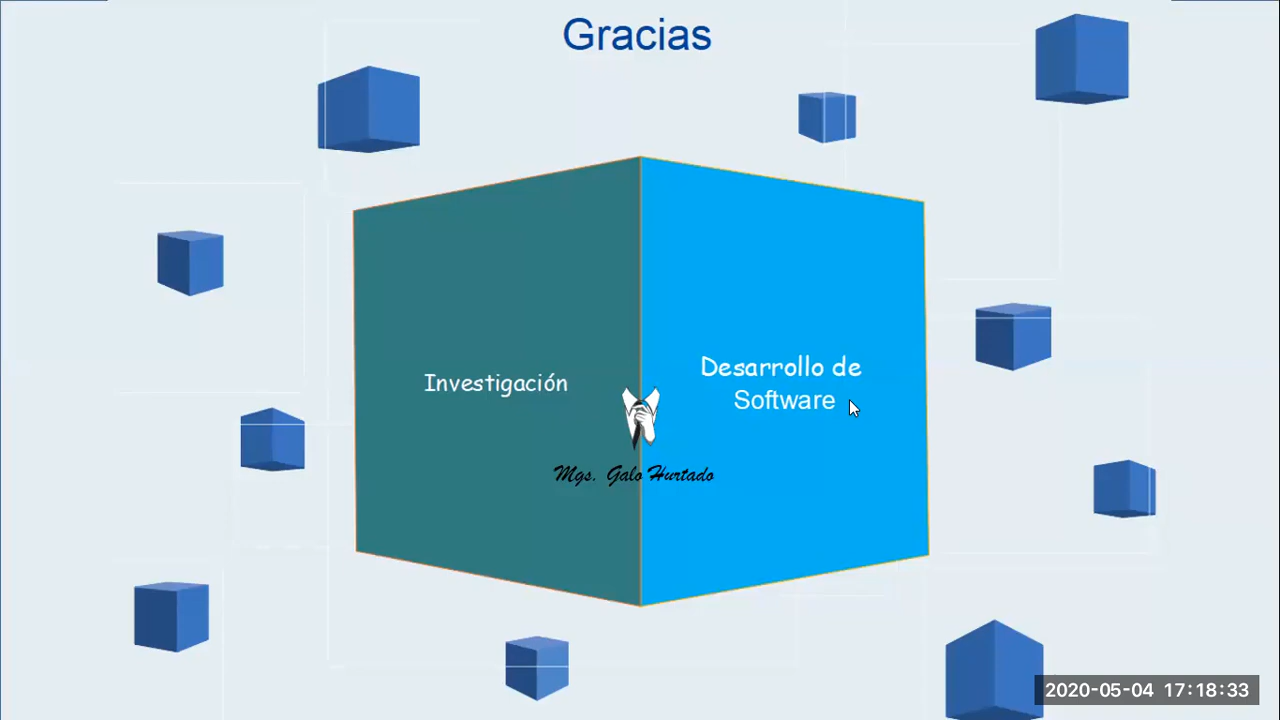 Gracias
Investigación
Desarrollo de
Software
Mgs. Galo Hurtado
2020-05-04 17:18:33